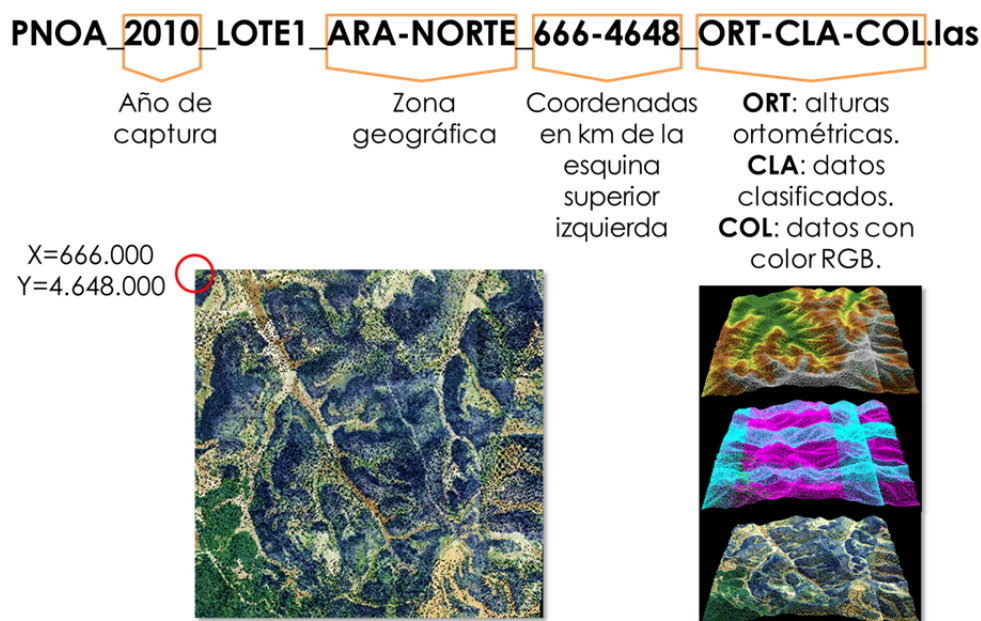 PNOA_2010_LOTE1_ARA-NORTE_666-4648_ORT-CLA-COL.las
Año de
captura
Zona
geográfica
Coordenadas
en km de la
esquina
superior
izquierda
ORT: alturas
ortométricas.
CLA: datos
clasificados.
COL: datos con
color RGB.
X=666.000
Y=4.648.000